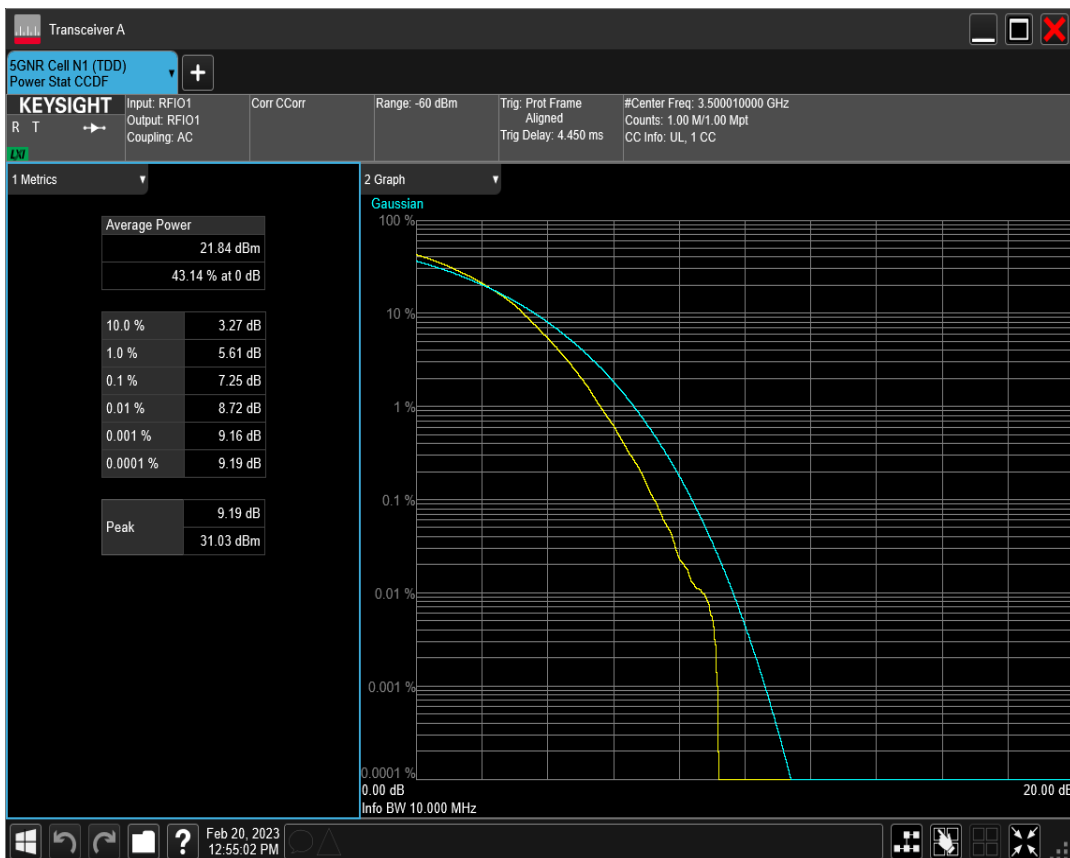 Transceiver A
5GNR Cell N1 (TDD)
Power Stat CCDF
KEYSIGHT
R T
LXI
Input: RFIO1
Output: RFIO1
Coupling: AC
Corr CCorr
Range: -60 dBm
Trig: Prot Frame
Aligned
Trig Delay: 4.450 ms
#Center Freq: 3.500010000 GHz
Counts: 1.00 M/1.00 Mpt
CC Info: UL, 1 CC
1 Metrics
Average Power
21.84 dBm
43.14 % at 0 dB
10.0 % 3.27 dB
1.0 % 5.61 dB
0.1 % 7.25 dB
0.01 % 8.72 dB
0.001 % 9.16 dB
0.0001 % 9.19 dB
Peak 9.19 dB
31.03 dBm
2 Graph
Gaussian
100 %
10 %
1 %
0.1 %
0.01 %
0.001 %
0.0001 %
0.00 dB 20.00 dB
Info BW 10.000 MHz
? Feb 20, 2023
12:55:02 PM